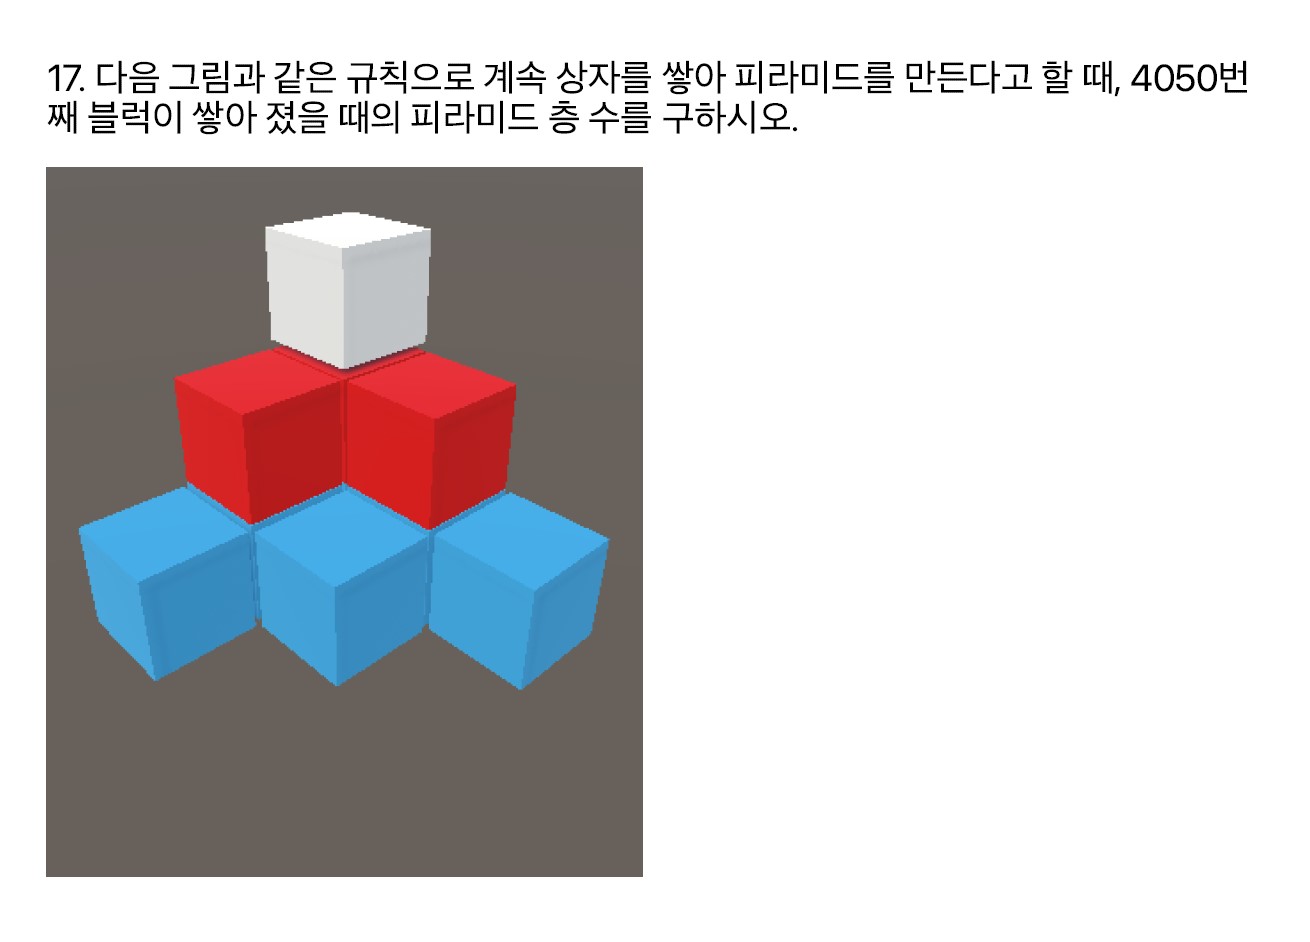 17. 다음 그림과 같은 규칙으로 계속 상자를 쌓아 피라미드를 만든다고 할 때, 4050번
째 블럭이 쌓아 졌을 때의 피라미드 층 수를 구하시오.